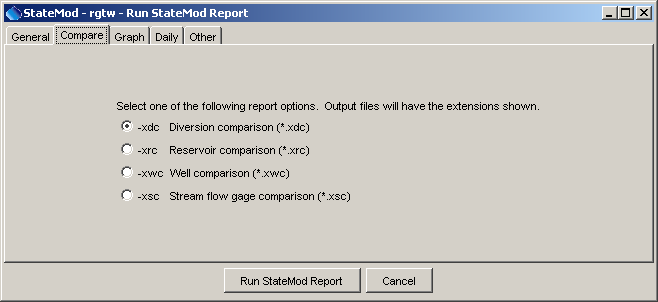 StateMod - rgtw - Run StateMod Report
General Compare Graph Daily Other
Select one of the following report options.  Output files will have the extensions shown.
-xdc Diversion comparison (*.xdc)
-xrc Reservoir comparison (*.xrc)
-xwc Well comparison (*.xwc)
-xsc Stream flow gage comparison (*.xsc)
Run StateMod Report Cancel